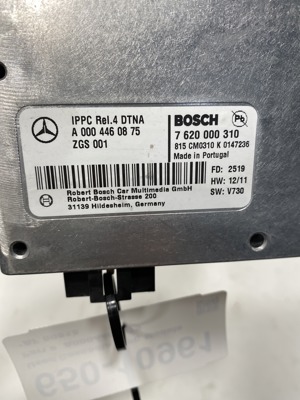 IPPC Rel.4 DTNA
A 000 446 08 75
ZGS 001
BOSCH
Pb
7 620 000 310
815 CM0310 K 0147236
Made in Portugal
FD: 2519
HW: 12/11
SW: V730
Robert Bosch Car Multimedia GmbH
Robert-Bosch-Strasse 200
31139 Hildesheim, Germany